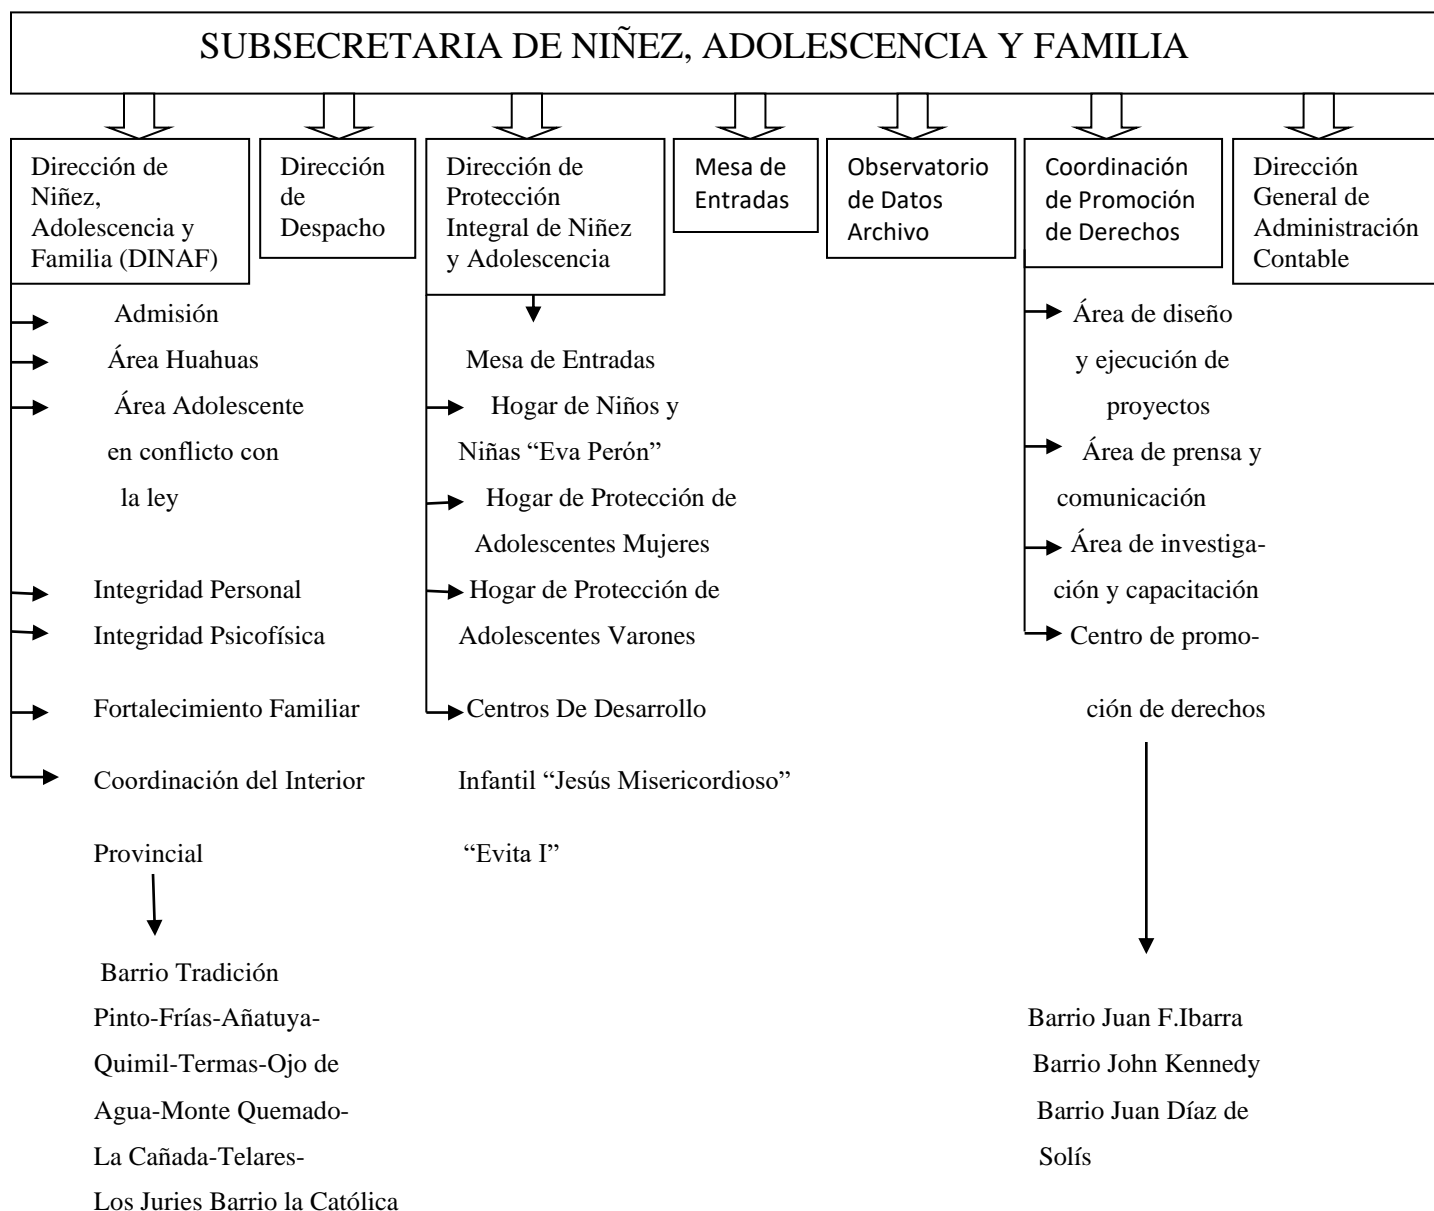 SUBSECRETARIA DE NIÑEZ, ADOLESCENCIA Y FAMILIA
Dirección de
Niñez,
Adolescencia y
Familia (DINAF)
Dirección
de
Despacho
Dirección de
Protección
Integral de Niñez
y Adolescencia
Mesa de
Entradas
Observatorio
de Datos
Archivo
Coordinación
de Promoción
de Derechos
Dirección
General de
Administración
Contable
Admisión
Área Huahuas
Área Adolescente
en conflicto con
la ley
Integridad Personal
Integridad Psicofísica
Fortalecimiento Familiar
Coordinación del Interior
Provincial
Barrio Tradición
Pinto-Frías-Añatuya-
Quimil-Termas-Ojo de
Agua-Monte Quemado-
La Cañada-Telares-
Los Juries Barrio la Católica
Mesa de Entradas
Hogar de Niños y
Niñas “Eva Perón”
Hogar de Protección de
Adolescentes Mujeres
Hogar de Protección de
Adolescentes Varones
Centros De Desarrollo
Infantil “Jesús Misericordioso”
“Evita I”
Área de diseño
y ejecución de
proyectos
Área de prensa y
comunicación
Área de investiga-
ción y capacitación
Centro de promo-
ción de derechos
Barrio Juan F.Ibarra
Barrio John Kennedy
Barrio Juan Díaz de
Solís